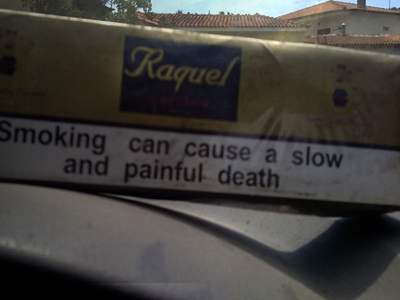 Raquel
Smoking can cause a slow
and painful death